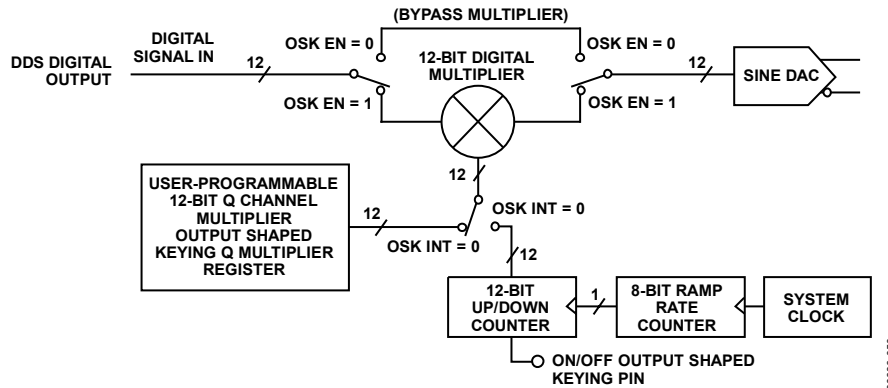 (BYPASS MULTIPLIER)
DIGITAL
SIGNAL IN
DDS DIGITAL
OUTPUT
12
OSK EN = 0
OSK EN = 1
12-BIT DIGITAL
MULTIPLIER
OSK EN = 0
OSK EN = 1
12
SINE DAC
12
USER-PROGRAMMABLE
12-BIT Q CHANNEL
MULTIPLIER
OUTPUT SHAPED
KEYING Q MULTIPLIER
REGISTER
12
OSK INT = 0
OSK INT = 0
12
12-BIT
UP/DOWN
COUNTER
1
8-BIT RAMP
RATE
COUNTER
SYSTEM
CLOCK
ON/OFF OUTPUT SHAPED
KEYING PIN